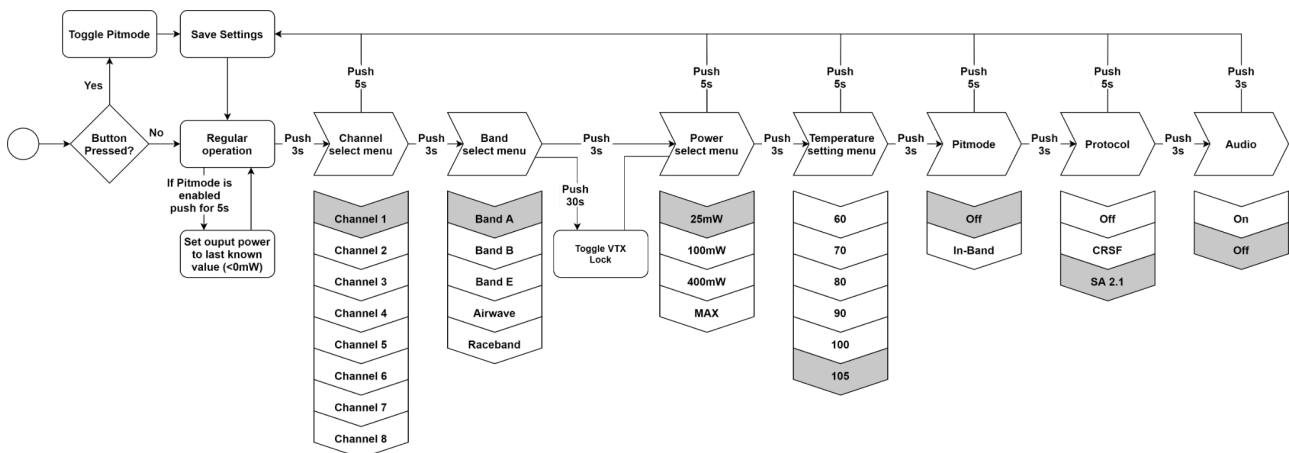 Toggle Pitmode
Save Settings
Yes
Button
Pressed?
No
Regular
operation
If Pitmode is
enabled
push for 5s
Set ouput power
to last known
value (<0mW)
Push
3s
Push
5s
Channel
select menu
Channel 1
Channel 2
Channel 3
Channel 4
Channel 5
Channel 6
Channel 7
Channel 8
Push
3s
Band
select menu
Band A
Band B
Band E
Airwave
Raceband
Push
3s
Push
30s
Toggle VTX
Lock
Push
5s
Power
select menu
25mW
100mW
400mW
MAX
Push
3s
Push
5s
Temperature
setting menu
60
70
80
90
100
105
Push
3s
Push
5s
Pitmode
Off
In-Band
Push
3s
Push
5s
Protocol
Off
CRSF
SA 2.1
Push
3s
Push
3s
Audio
On
Off